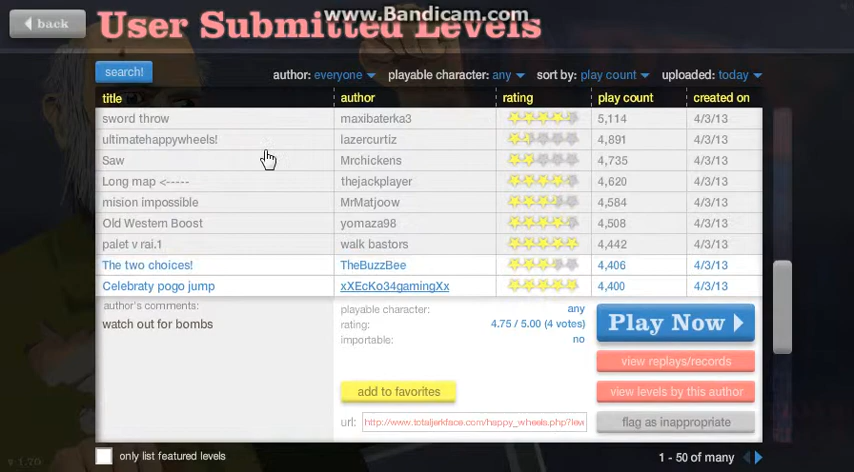 www.Bandicam.com
back
User Submitted Levels
search!
author: everyone playable character: any sort by: play count uploaded: today
title author rating play count created on
sword throw maxibaterka3 5,114 4/3/13
ultimatehappywheels! lazercurtiz 4,891 4/3/13
Saw Mrchickens 4,735 4/3/13
Long map <----- thejackplayer 4,620 4/3/13
mision impossible MrMatjoow 4,584 4/3/13
Old Western Boost yomaza98 4,508 4/3/13
palet v rai.1 walk bastors 4,442 4/3/13
The two choices! TheBuzzBee 4,406 4/3/13
Celebraty pogo jump xXEcKo34gamingXx 4,400 4/3/13
author's comments:
watch out for bombs
playable character: any
rating: 4.75 / 5.00 (4 votes)
importable: no
add to favorites
url: http://www.totaljerkface.com/happy_wheels.php?lev
Play Now
view replays/records
view levels by this author
flag as inappropriate
v 1.70
only list featured levels
1 - 50 of many